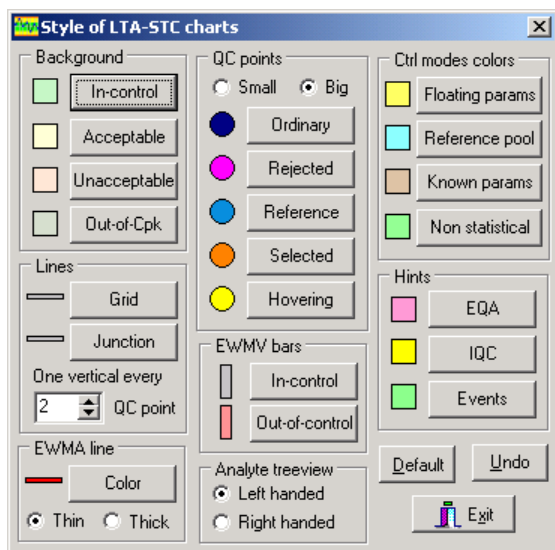 Style of LTA-STC charts
Background
In-control
Acceptable
Unacceptable
Out-of-Cpk
Lines
Grid
Junction
One vertical every
2 QC point
EWMA line
Color
Thin Thick
QC points
Small Big
Ordinary
Rejected
Reference
Selected
Hovering
EWMV bars
In-control
Out-of-control
Analyte treeview
Left handed
Right handed
Ctrl modes colors
Floating params
Reference pool
Known params
Non statistical
Hints
EQA
IQC
Events
Default Undo
Exit